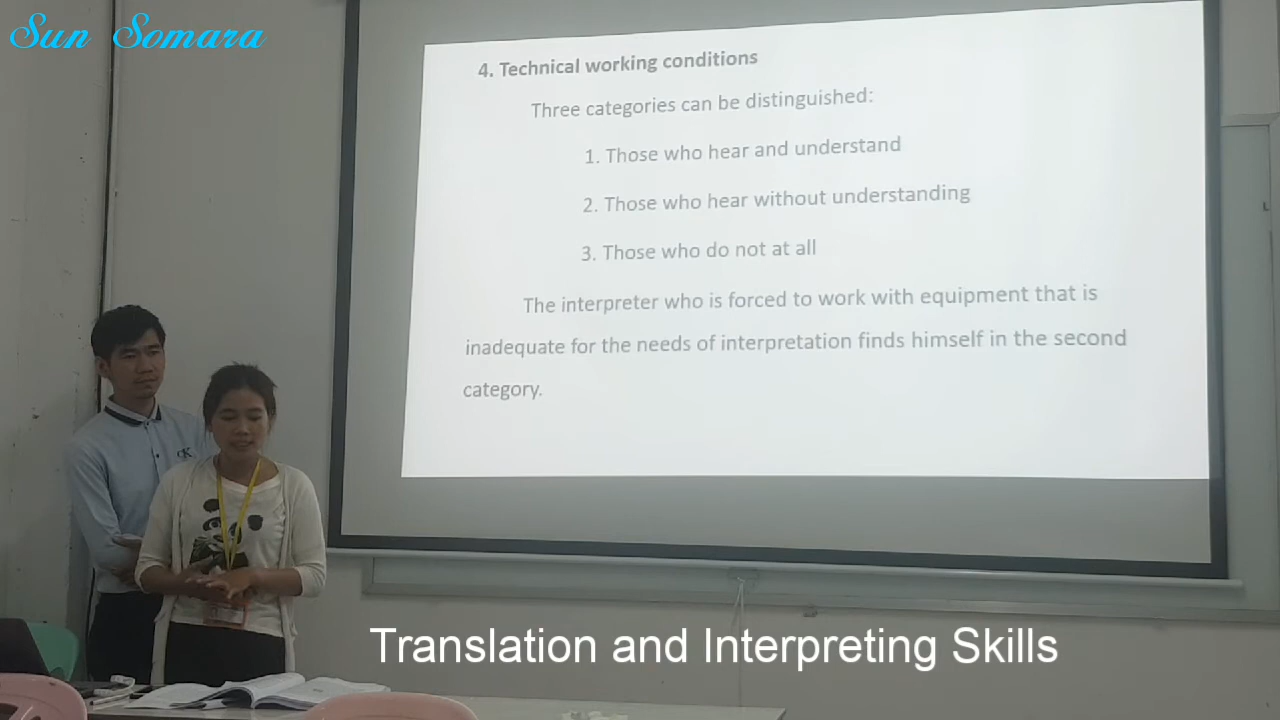 Sun Somara
4. Technical working conditions
Three categories can be distinguished:
1. Those who hear and understand
2. Those who hear without understanding
3. Those who do not at all
The interpreter who is forced to work with equipment that is
inadequate for the needs of interpretation finds himself in the second
category.
CK
Translation and Interpreting Skills